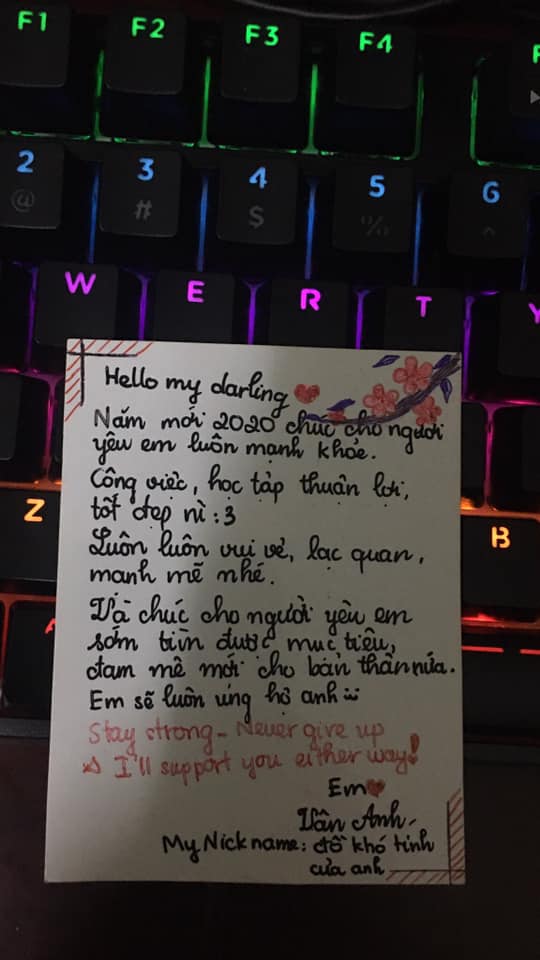 F1 F2 F3 F4
2 3 4 5 6
@ # $ % ^
W E R T Y
Hello my darling
Năm mới 2020 chúc cho người
yêu em luôn mạnh khỏe.
Công việc, học tập thuận lợi,
tốt đẹp nì :3
Z
Luôn luôn vui vẻ, lạc quan,
B
mạnh mẽ nhé.
Và chúc cho người yêu em
sớm tìm được mục tiêu,
đam mê mới cho bản thân nữa.
Em sẽ luôn ủng hộ anh
Stay strong - Never give up
I'll support you either way!
Em
Vân Anh
My Nick name: đồ khó tính
của anh